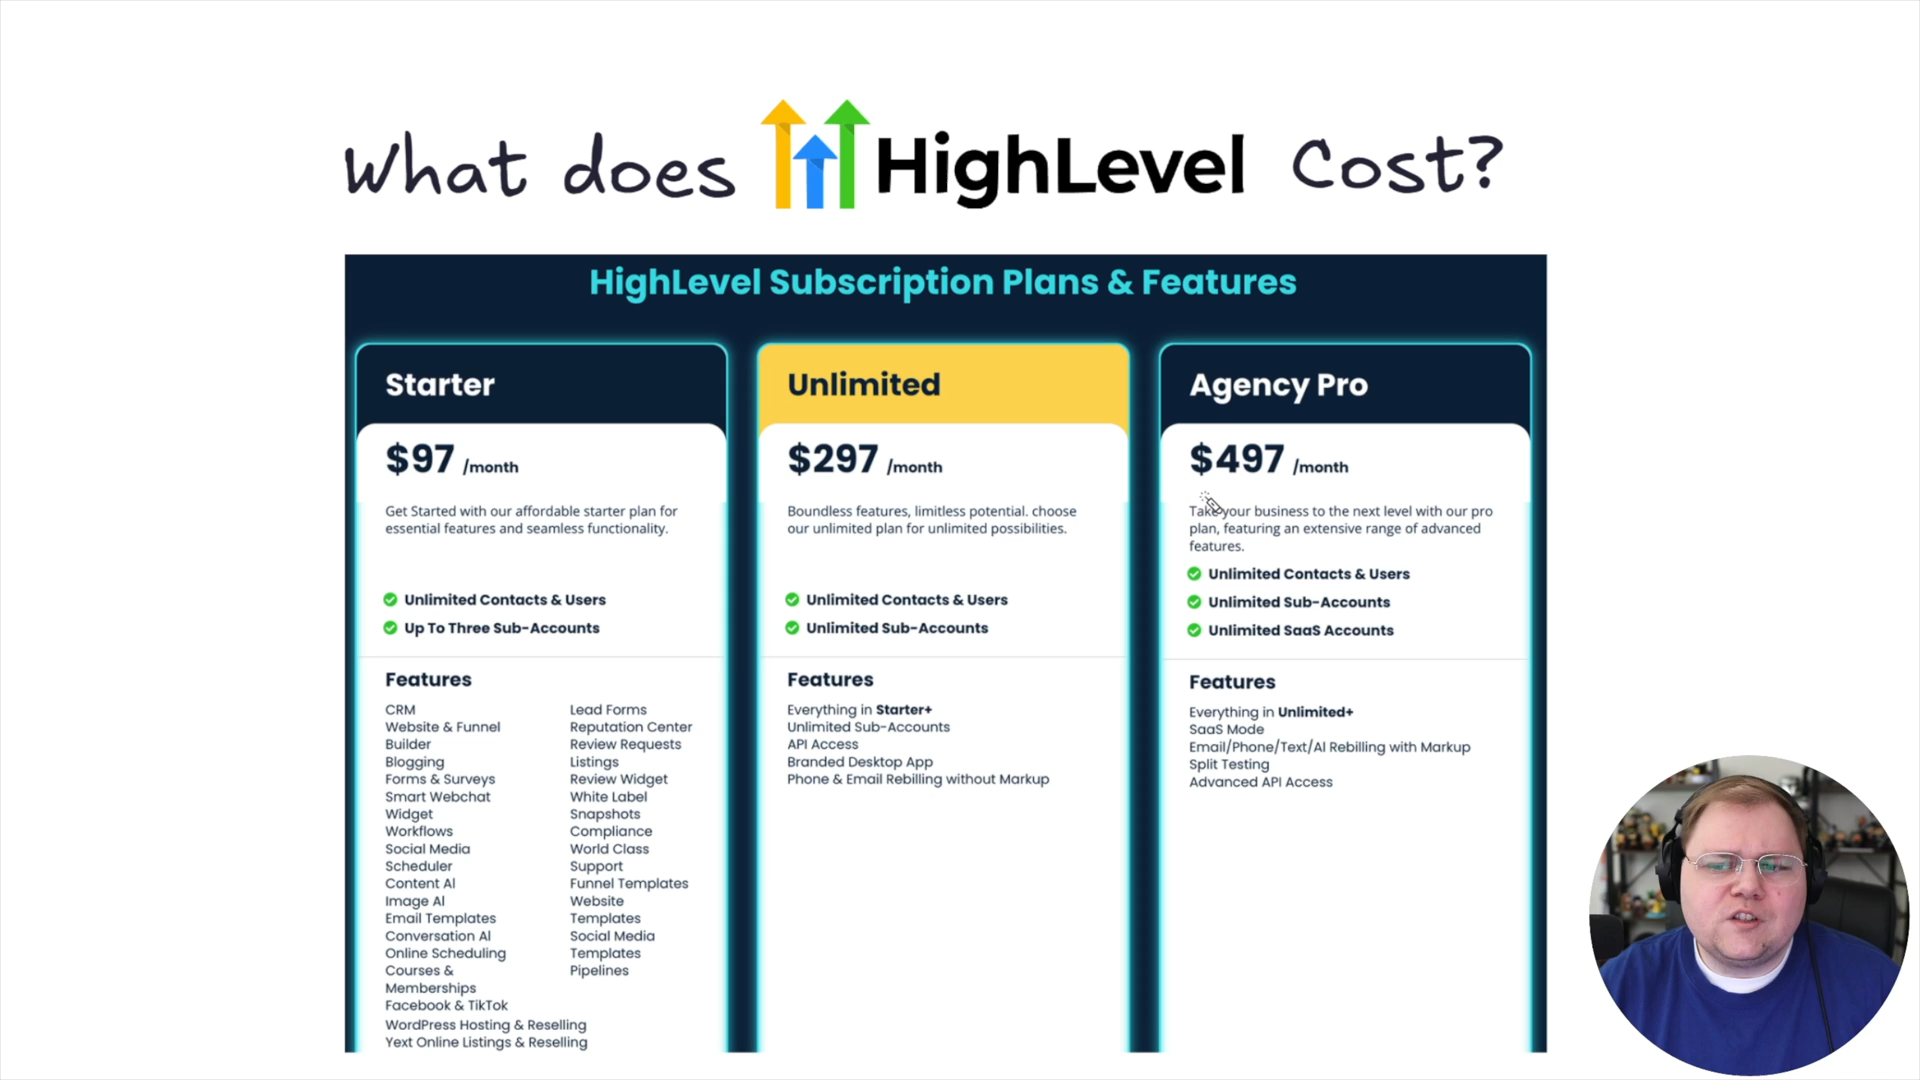 What does HighLevel Cost?
HighLevel Subscription Plans & Features
Starter
$97 /month
Get Started with our affordable starter plan for
essential features and seamless functionality.
Unlimited Contacts & Users
Up To Three Sub-Accounts
Features
CRM
Website & Funnel
Builder
Blogging
Forms & Surveys
Smart Webchat
Widget
Workflows
Social Media
Scheduler
Content AI
Image AI
Email Templates
Conversation AI
Online Scheduling
Courses &
Memberships
Facebook & TikTok
WordPress Hosting & Reselling
Yext Online Listings & Reselling
Lead Forms
Reputation Center
Review Requests
Listings
Review Widget
White Label
Snapshots
Compliance
World Class
Support
Funnel Templates
Website
Templates
Social Media
Templates
Pipelines
Unlimited
$297 /month
Boundless features, limitless potential. choose
our unlimited plan for unlimited possibilities.
Unlimited Contacts & Users
Unlimited Sub-Accounts
Features
Everything in Starter+
Unlimited Sub-Accounts
API Access
Branded Desktop App
Phone & Email Rebilling without Markup
Agency Pro
$497 /month
Take your business to the next level with our pro
plan, featuring an extensive range of advanced
features.
Unlimited Contacts & Users
Unlimited Sub-Accounts
Unlimited SaaS Accounts
Features
Everything in Unlimited+
SaaS Mode
Email/Phone/Text/AI Rebilling with Markup
Split Testing
Advanced API Access